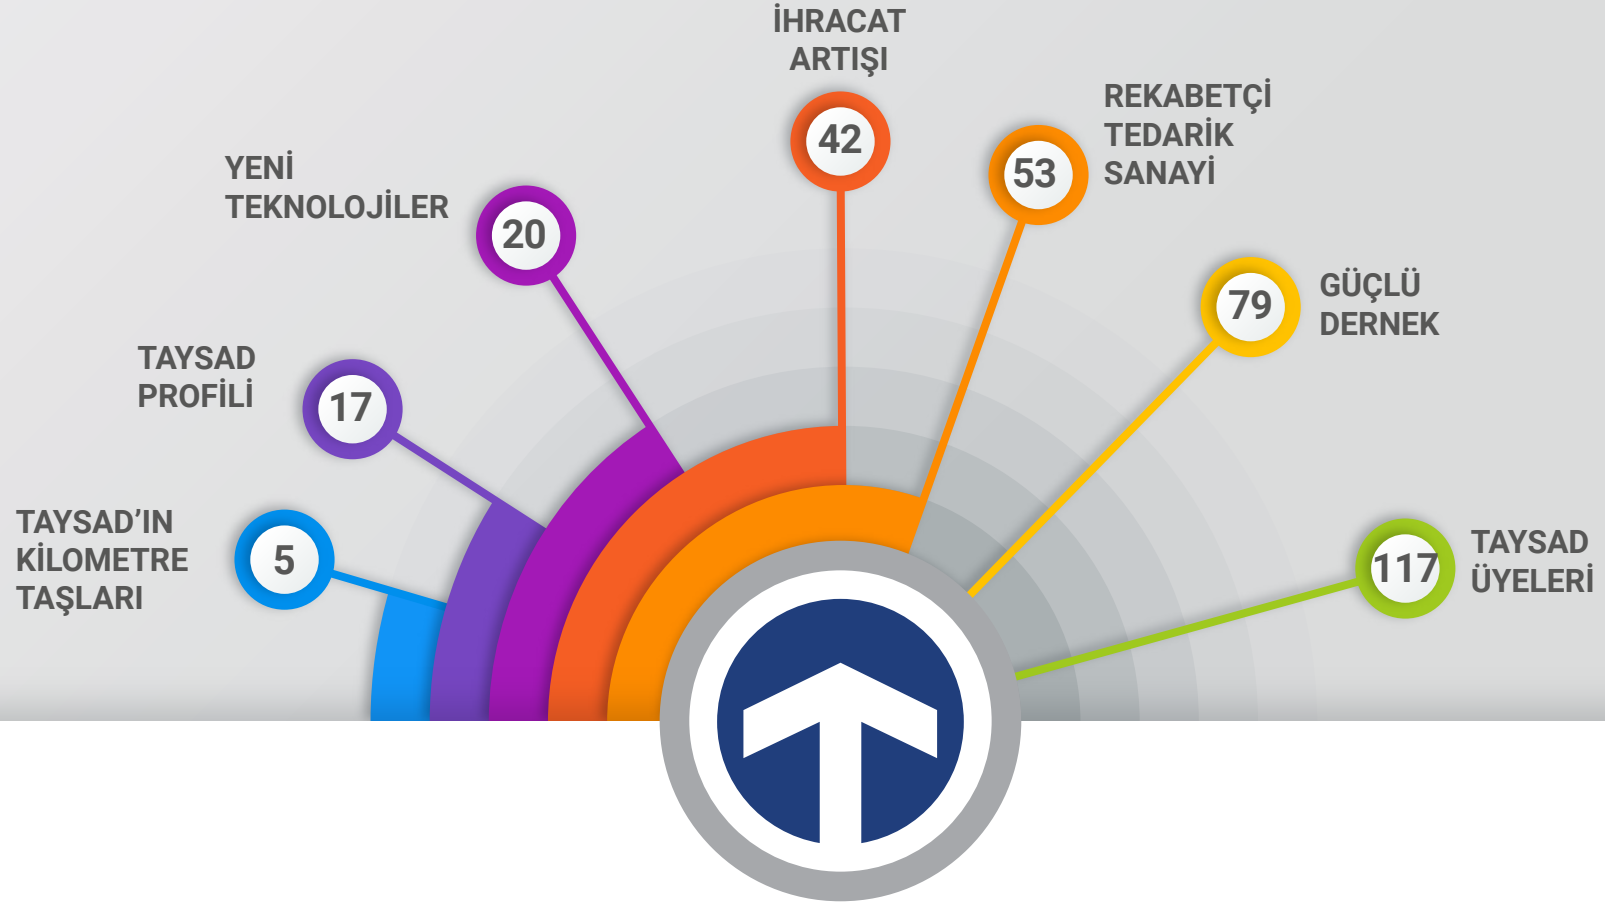 İHRACAT
ARTIŞI
42
REKABETÇİ
TEDARİK
SANAYİ
53
YENİ
TEKNOLOJİLER
20
GÜÇLÜ
DERNEK
79
TAYSAD
PROFİLİ
17
TAYSAD’IN
KİLOMETRE
TAŞLARI
5
TAYSAD
ÜYELERİ
117